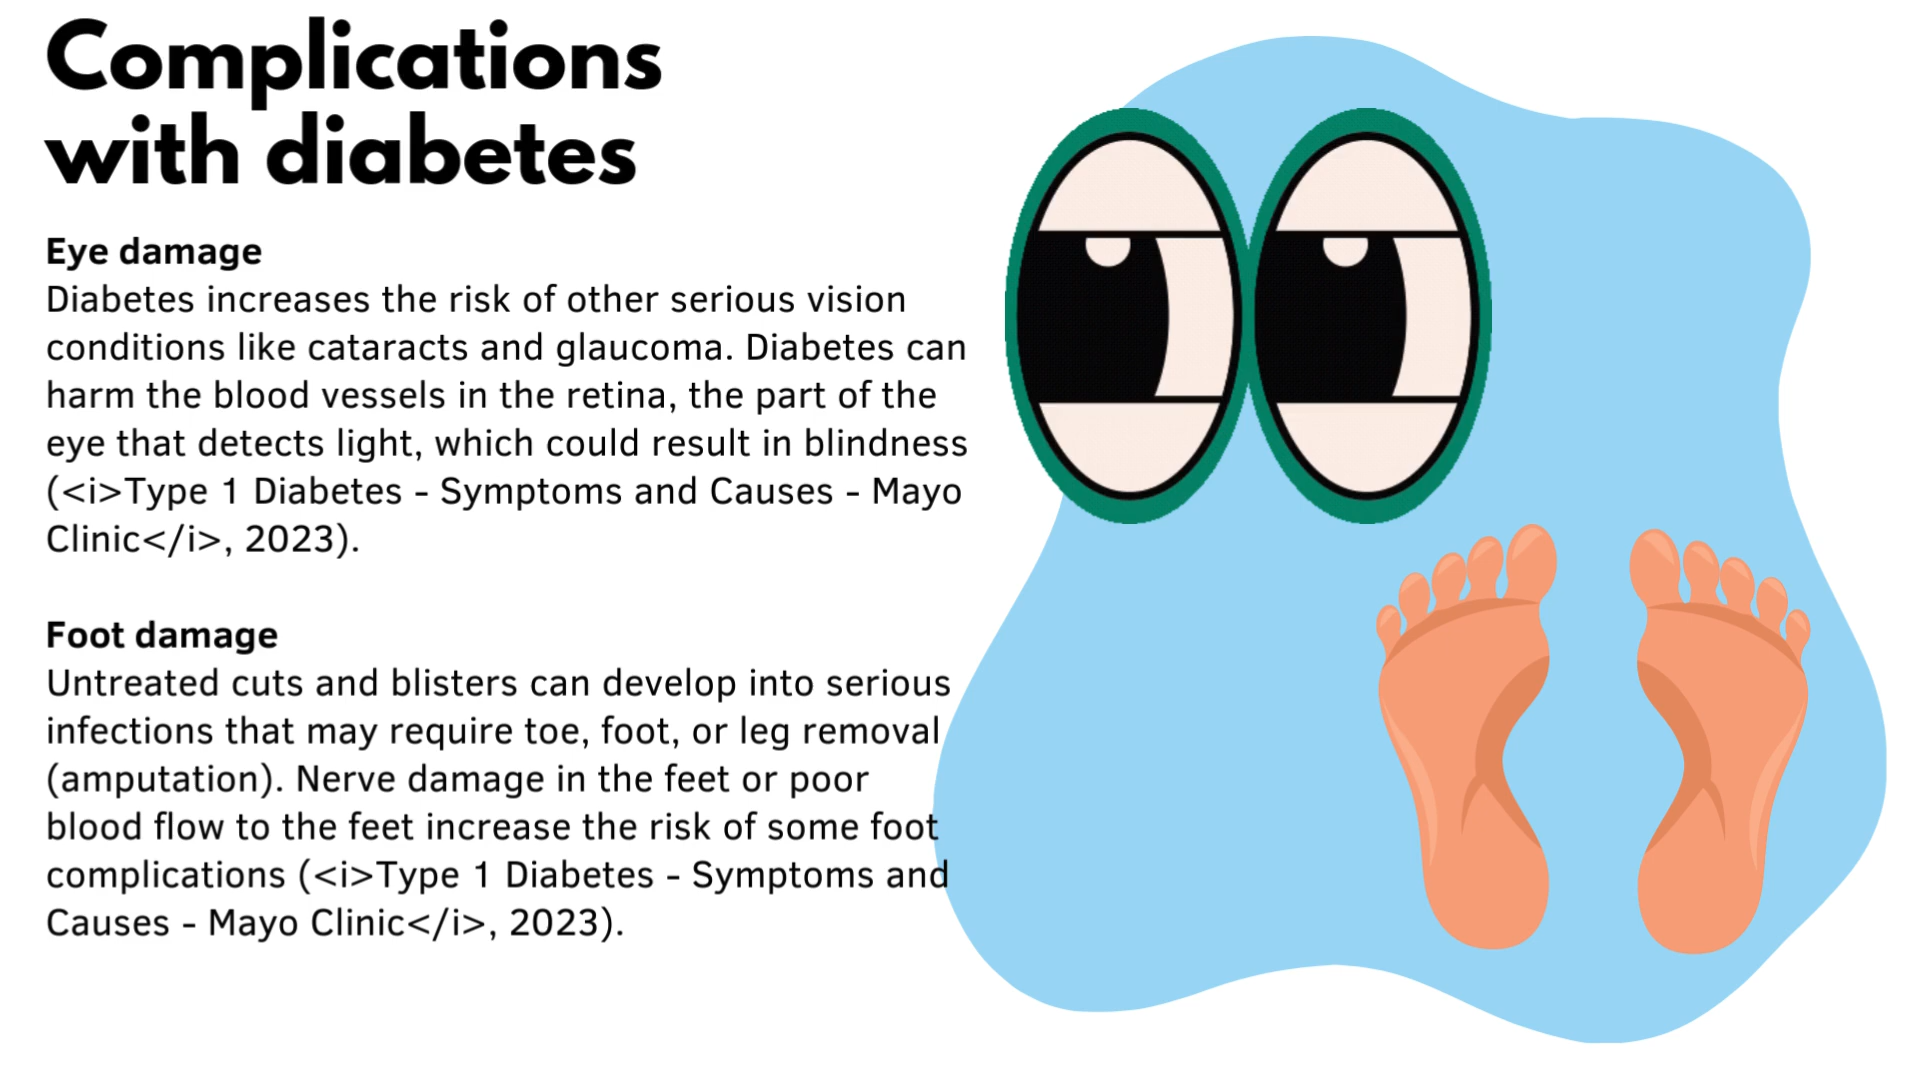 Complications
with diabetes
Eye damage
Diabetes increases the risk of other serious vision
conditions like cataracts and glaucoma. Diabetes can
harm the blood vessels in the retina, the part of the
eye that detects light, which could result in blindness
(<i>Type 1 Diabetes - Symptoms and Causes - Mayo
Clinic</i>, 2023).
Foot damage
Untreated cuts and blisters can develop into serious
infections that may require toe, foot, or leg removal
(amputation). Nerve damage in the feet or poor
blood flow to the feet increase the risk of some foot
complications (<i>Type 1 Diabetes - Symptoms and
Causes - Mayo Clinic</i>, 2023).